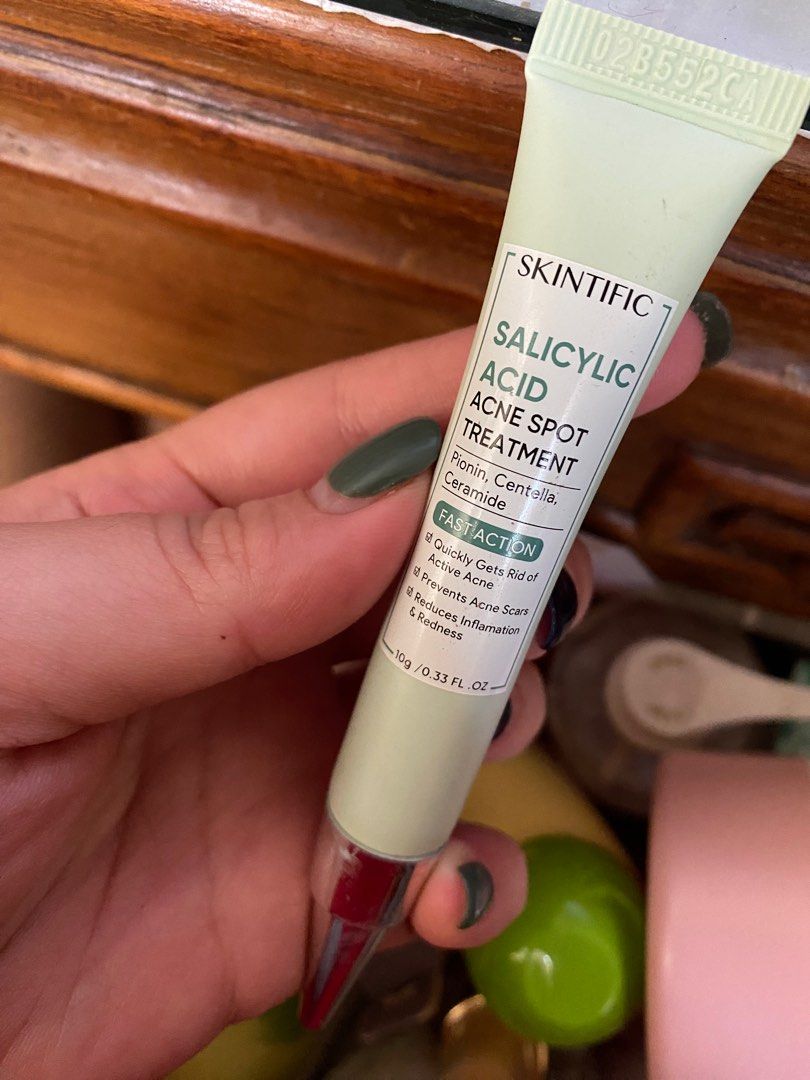 02B552CA
SKINTIFIC
SALICYLIC
ACID
ACNE SPOT
TREATMENT
Pionin, Centella,
Ceramide
FAST ACTION
Quickly Gets Rid of
Active Acne
Prevents Acne Scars
Reduces Inflamation
& Redness
10g / 0.33 FL .OZ